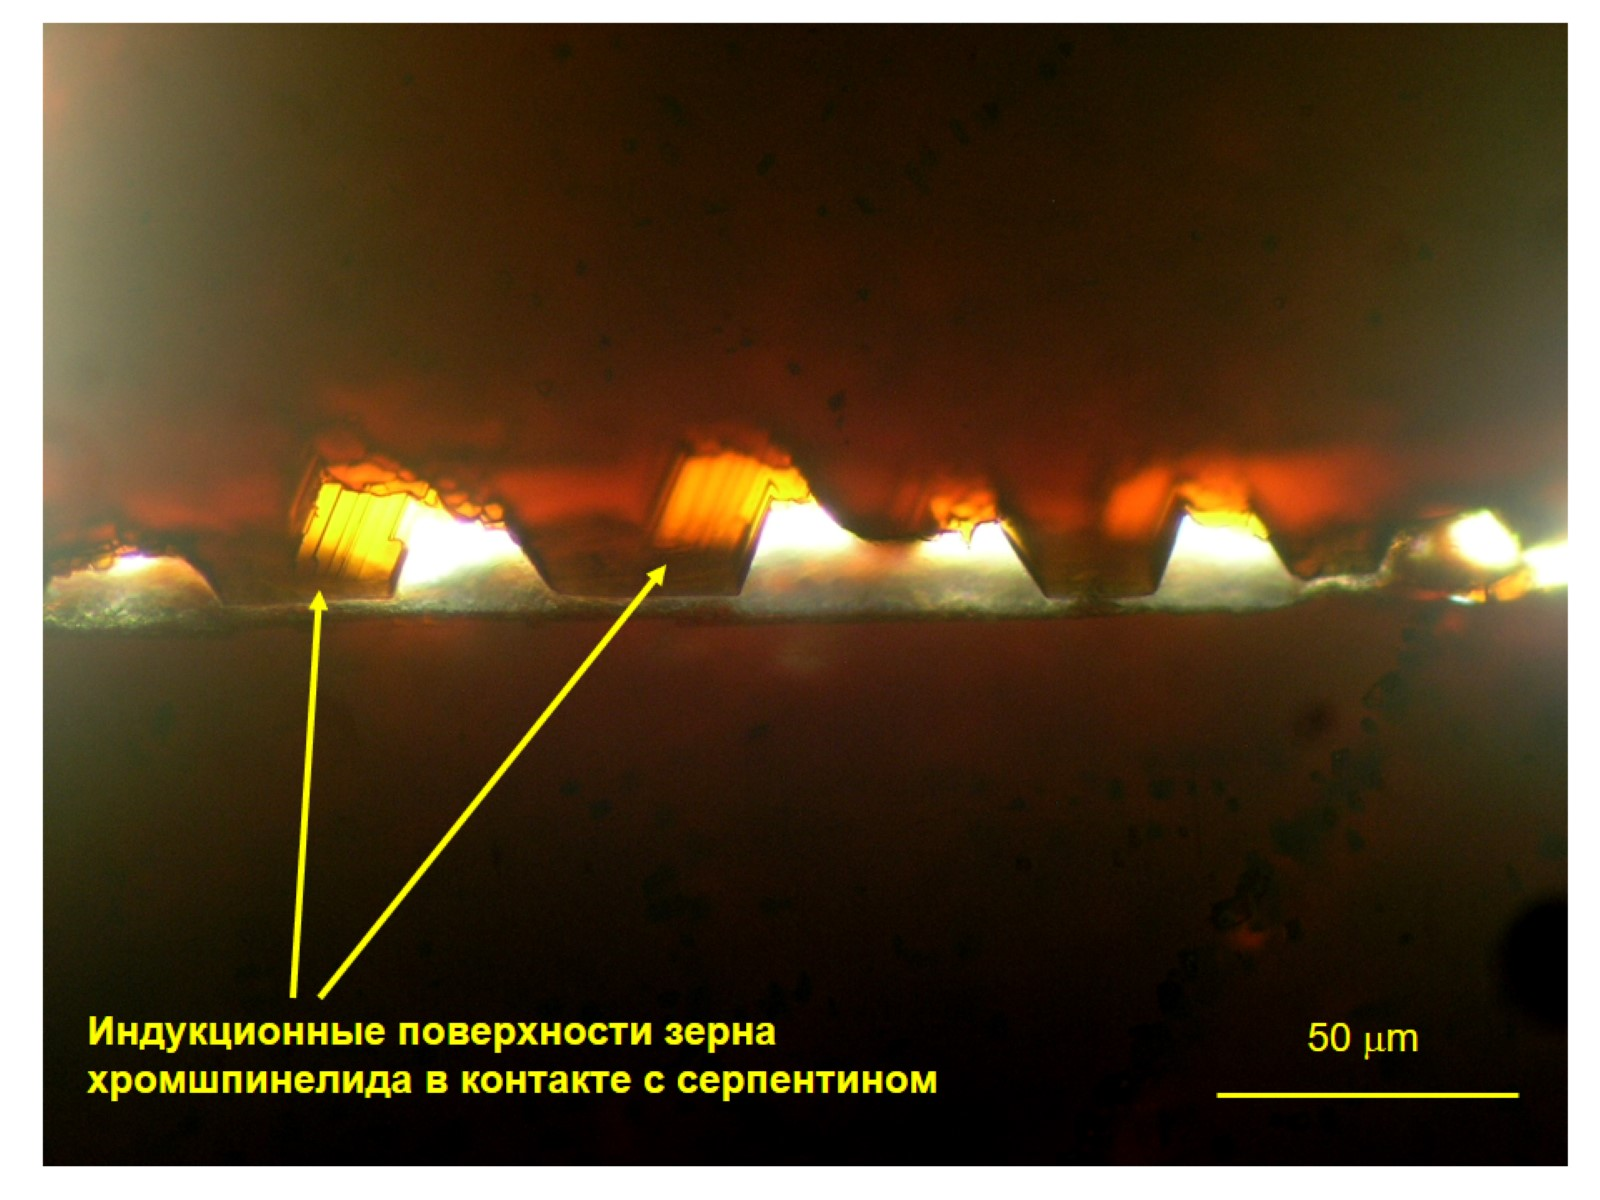 Индукционные поверхности зерна
хромшпинелида в контакте с серпентином
50 μm